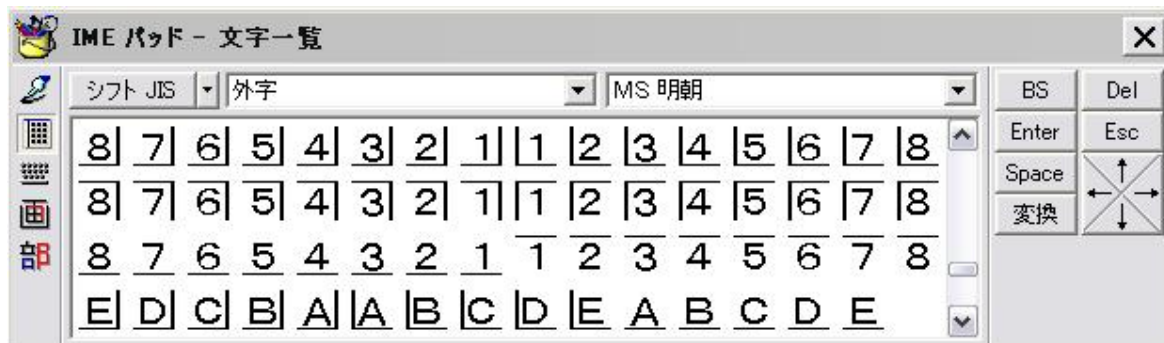 IME パッド - 文字一覧
シフト JIS 外字 MS 明朝 BS Del
8 7 6 5 4 3 2 1 1 2 3 4 5 6 7 8 Enter Esc
8 7 6 5 4 3 2 1 1 2 3 4 5 6 7 8 Space
変換
画
8 7 6 5 4 3 2 1 1 2 3 4 5 6 7 8
部
E D C B A A B C D E A B C D E